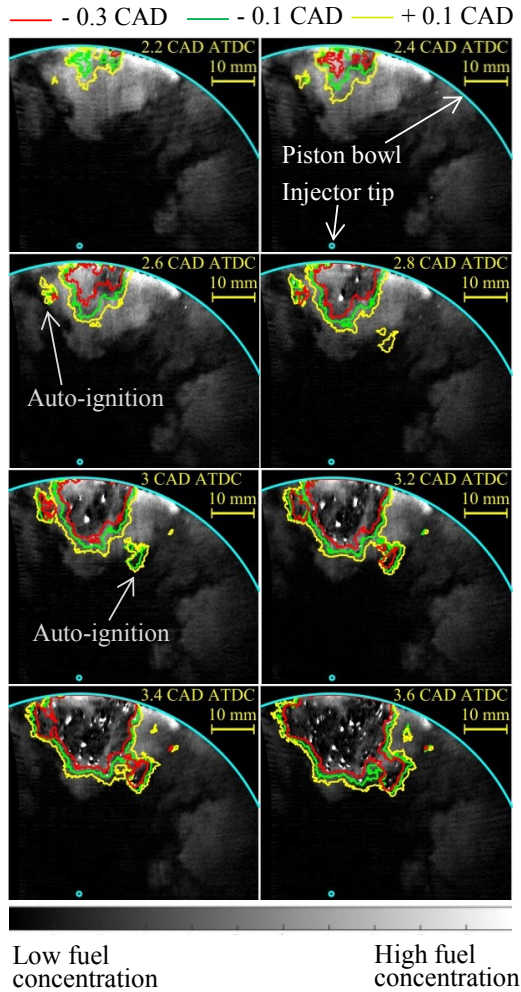 - 0.3 CAD - 0.1 CAD + 0.1 CAD
2.2 CAD ATDC 2.4 CAD ATDC
10 mm 10 mm
Piston bowl
Injector tip
2.6 CAD ATDC 2.8 CAD ATDC
10 mm 10 mm
Auto-ignition
3 CAD ATDC 3.2 CAD ATDC
10 mm 10 mm
Auto-ignition
3.4 CAD ATDC 3.6 CAD ATDC
10 mm 10 mm
Low fuel High fuel
concentration concentration